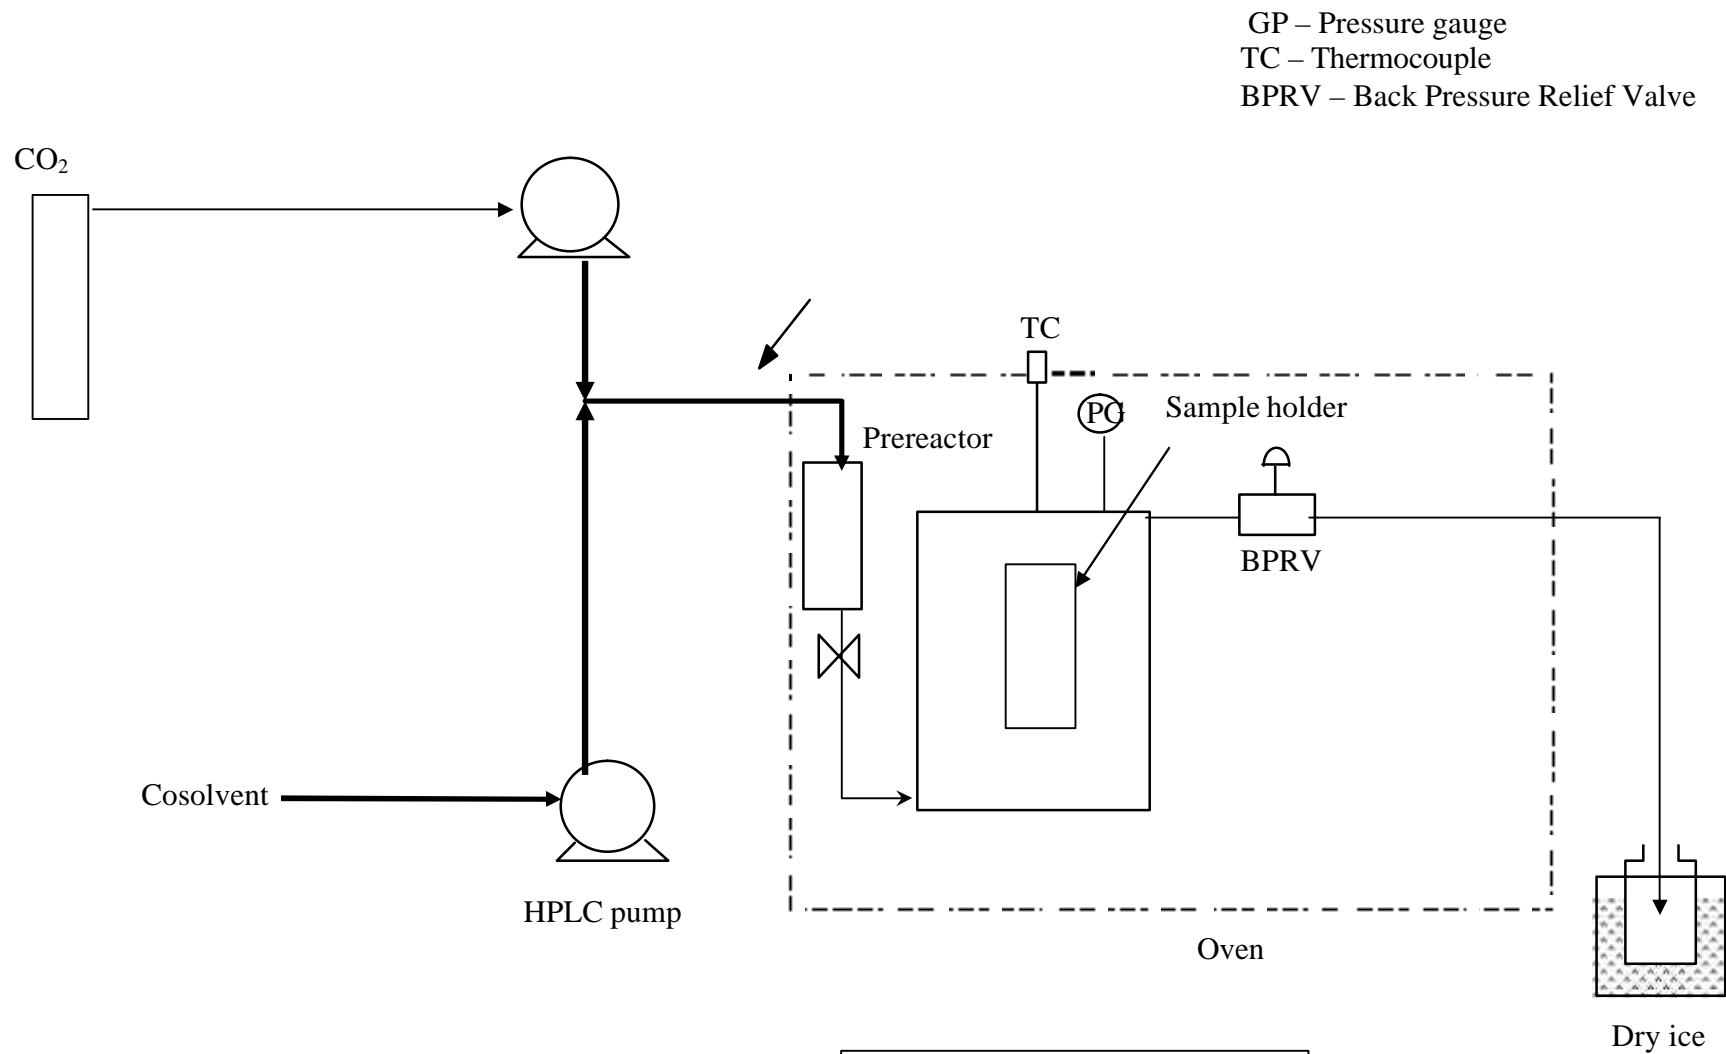 GP – Pressure gauge
TC – Thermocouple
BPRV – Back Pressure Relief Valve
CO₂
TC
PG
Sample holder
Prereactor
BPRV
Cosolvent
HPLC pump
Oven
Dry ice